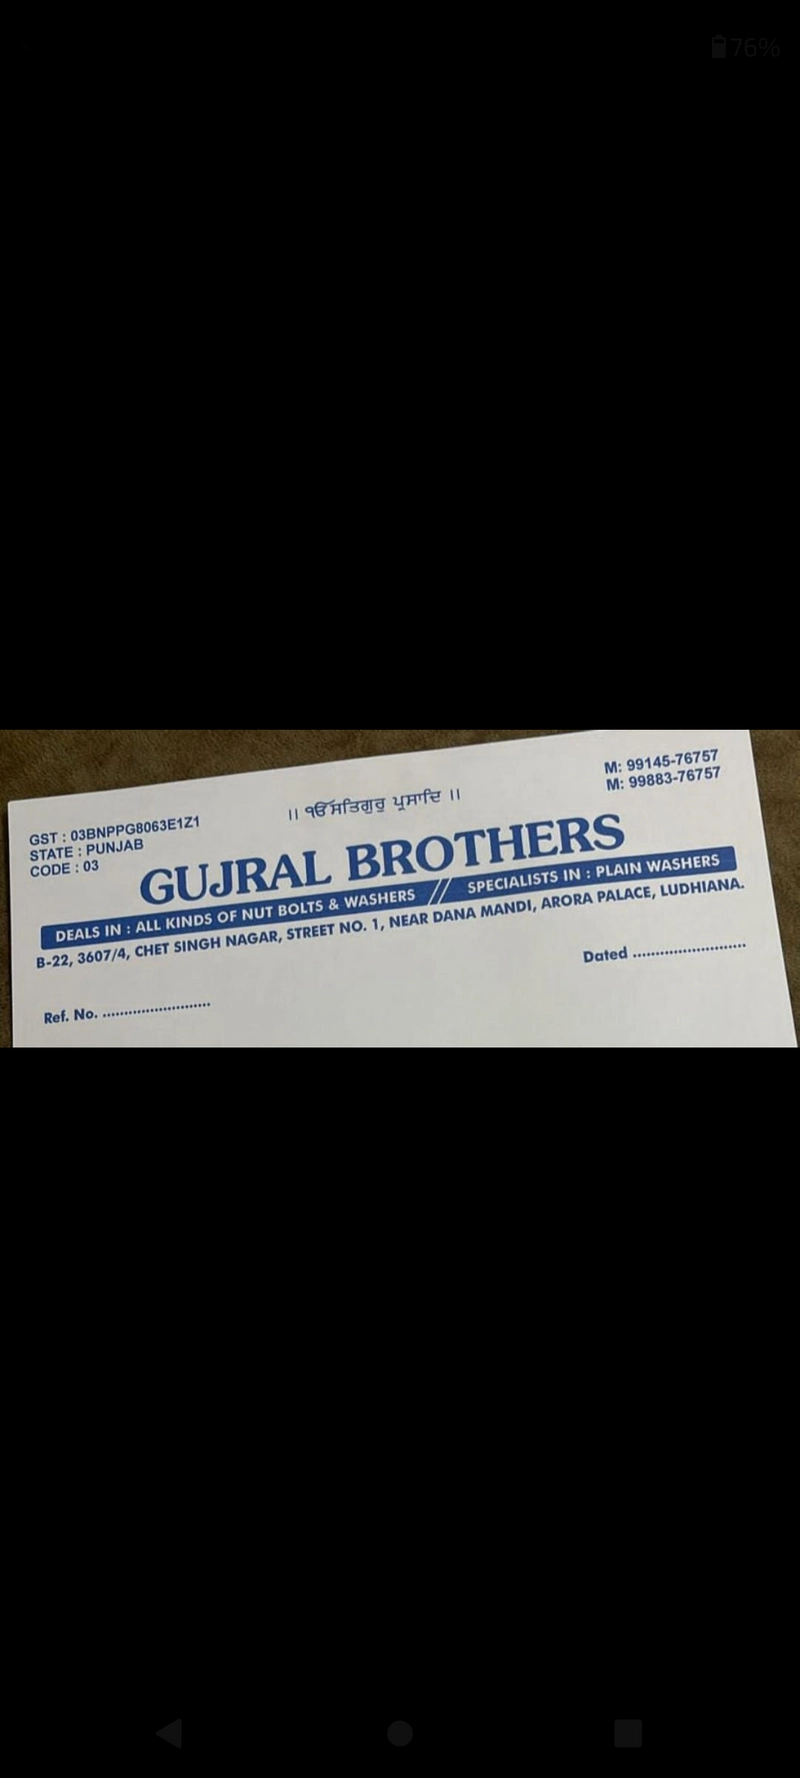 76%
GST : 03BNPPG8063E1Z1
STATE : PUNJAB
CODE : 03
॥ ੴਸਤਿਗੁਰੁ ਪ੍ਰਸਾਦਿ ॥
M: 99145-76757
M: 99883-76757
GUJRAL BROTHERS
DEALS IN : ALL KINDS OF NUT BOLTS & WASHERS // SPECIALISTS IN : PLAIN WASHERS
B-22, 3607/4, CHET SINGH NAGAR, STREET NO. 1, NEAR DANA MANDI, ARORA PALACE, LUDHIANA.
Ref. No. .........................
Dated ..........................